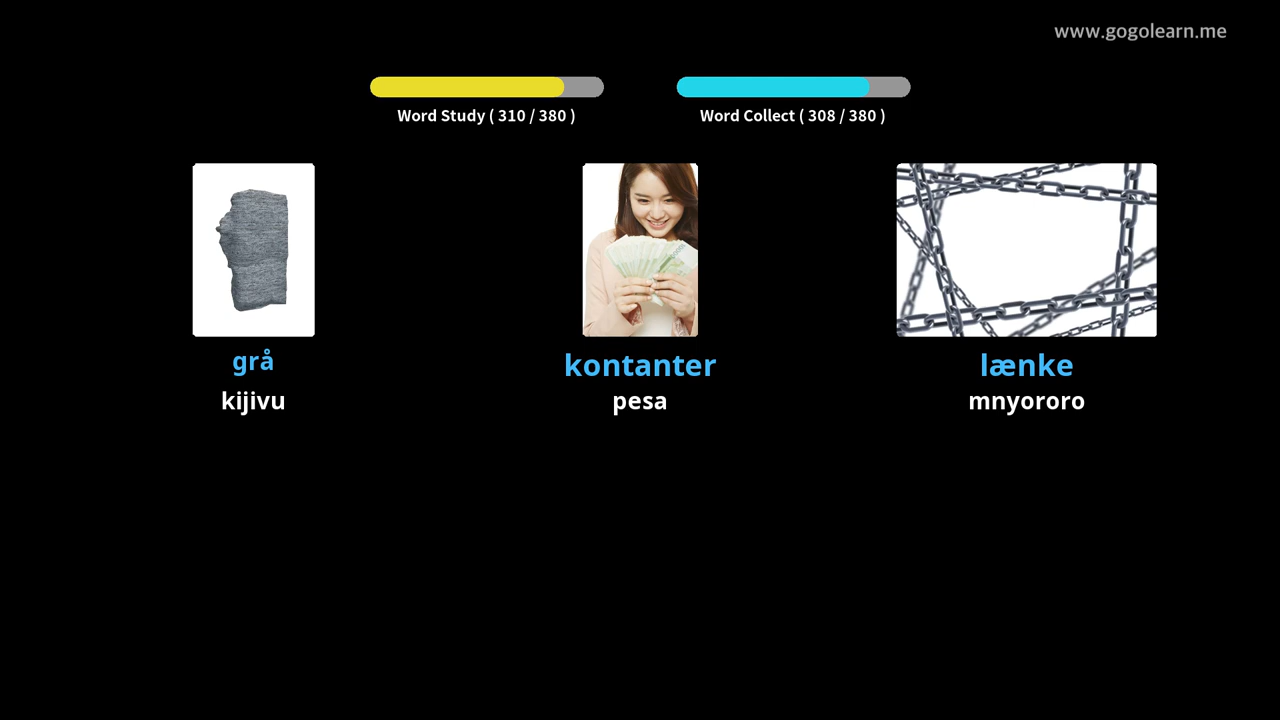 www.gogolearn.me
Word Study ( 310 / 380 )
Word Collect ( 308 / 380 )
grå
kontanter
lænke
kijivu
pesa
mnyororo